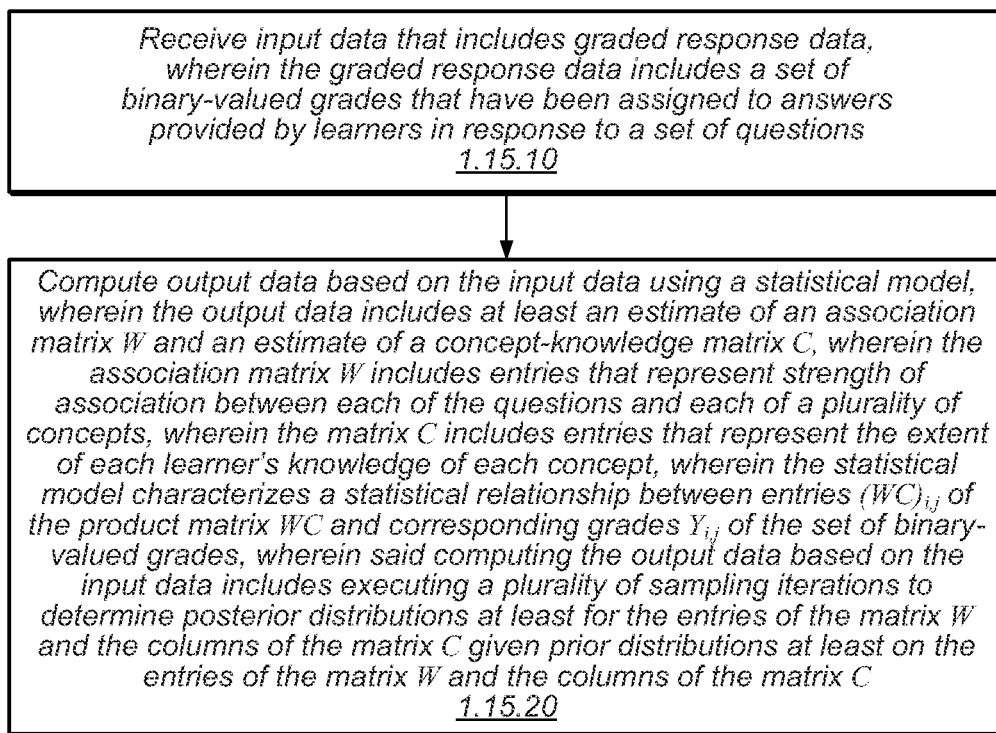 Receive input data that includes graded response data,
wherein the graded response data includes a set of
binary-valued grades that have been assigned to answers
provided by learners in response to a set of questions
1.15.10
Compute output data based on the input data using a statistical model,
wherein the output data includes at least an estimate of an association
matrix W and an estimate of a concept-knowledge matrix C, wherein the
association matrix W includes entries that represent strength of
association between each of the questions and each of a plurality of
concepts, wherein the matrix C includes entries that represent the extent
of each learner's knowledge of each concept, wherein the statistical
model characterizes a statistical relationship between entries (WC)i,j of
the product matrix WC and corresponding grades Yi,j of the set of binary-
valued grades, wherein said computing the output data based on the
input data includes executing a plurality of sampling iterations to
determine posterior distributions at least for the entries of the matrix W
and the columns of the matrix C given prior distributions at least on the
entries of the matrix W and the columns of the matrix C
1.15.20